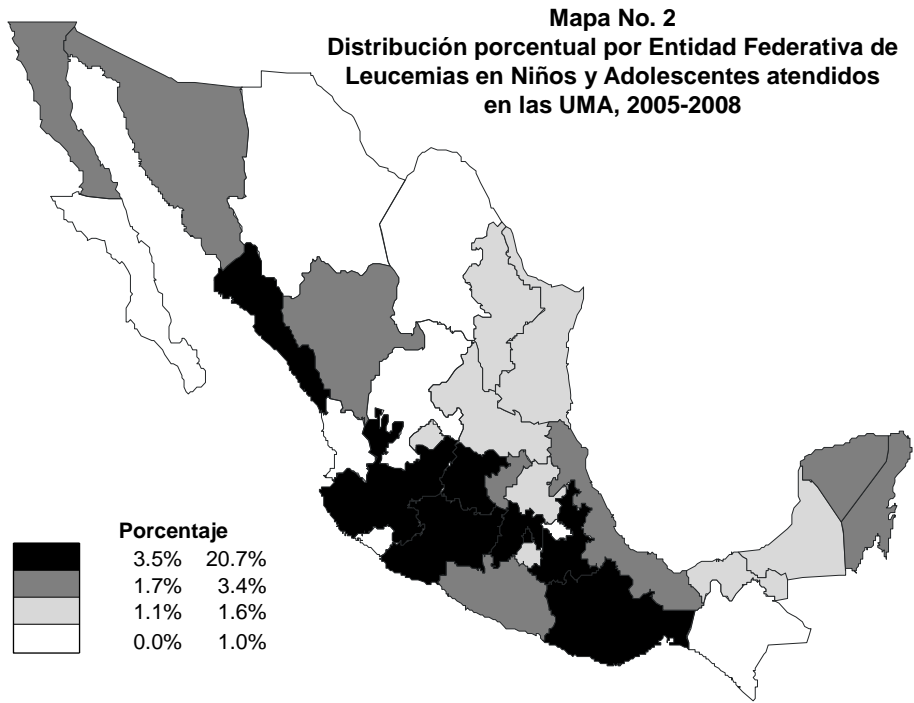 Mapa No. 2
Distribución porcentual por Entidad Federativa de
Leucemias en Niños y Adolescentes atendidos
en las UMA, 2005-2008
Porcentaje
3.5% 20.7%
1.7% 3.4%
1.1% 1.6%
0.0% 1.0%